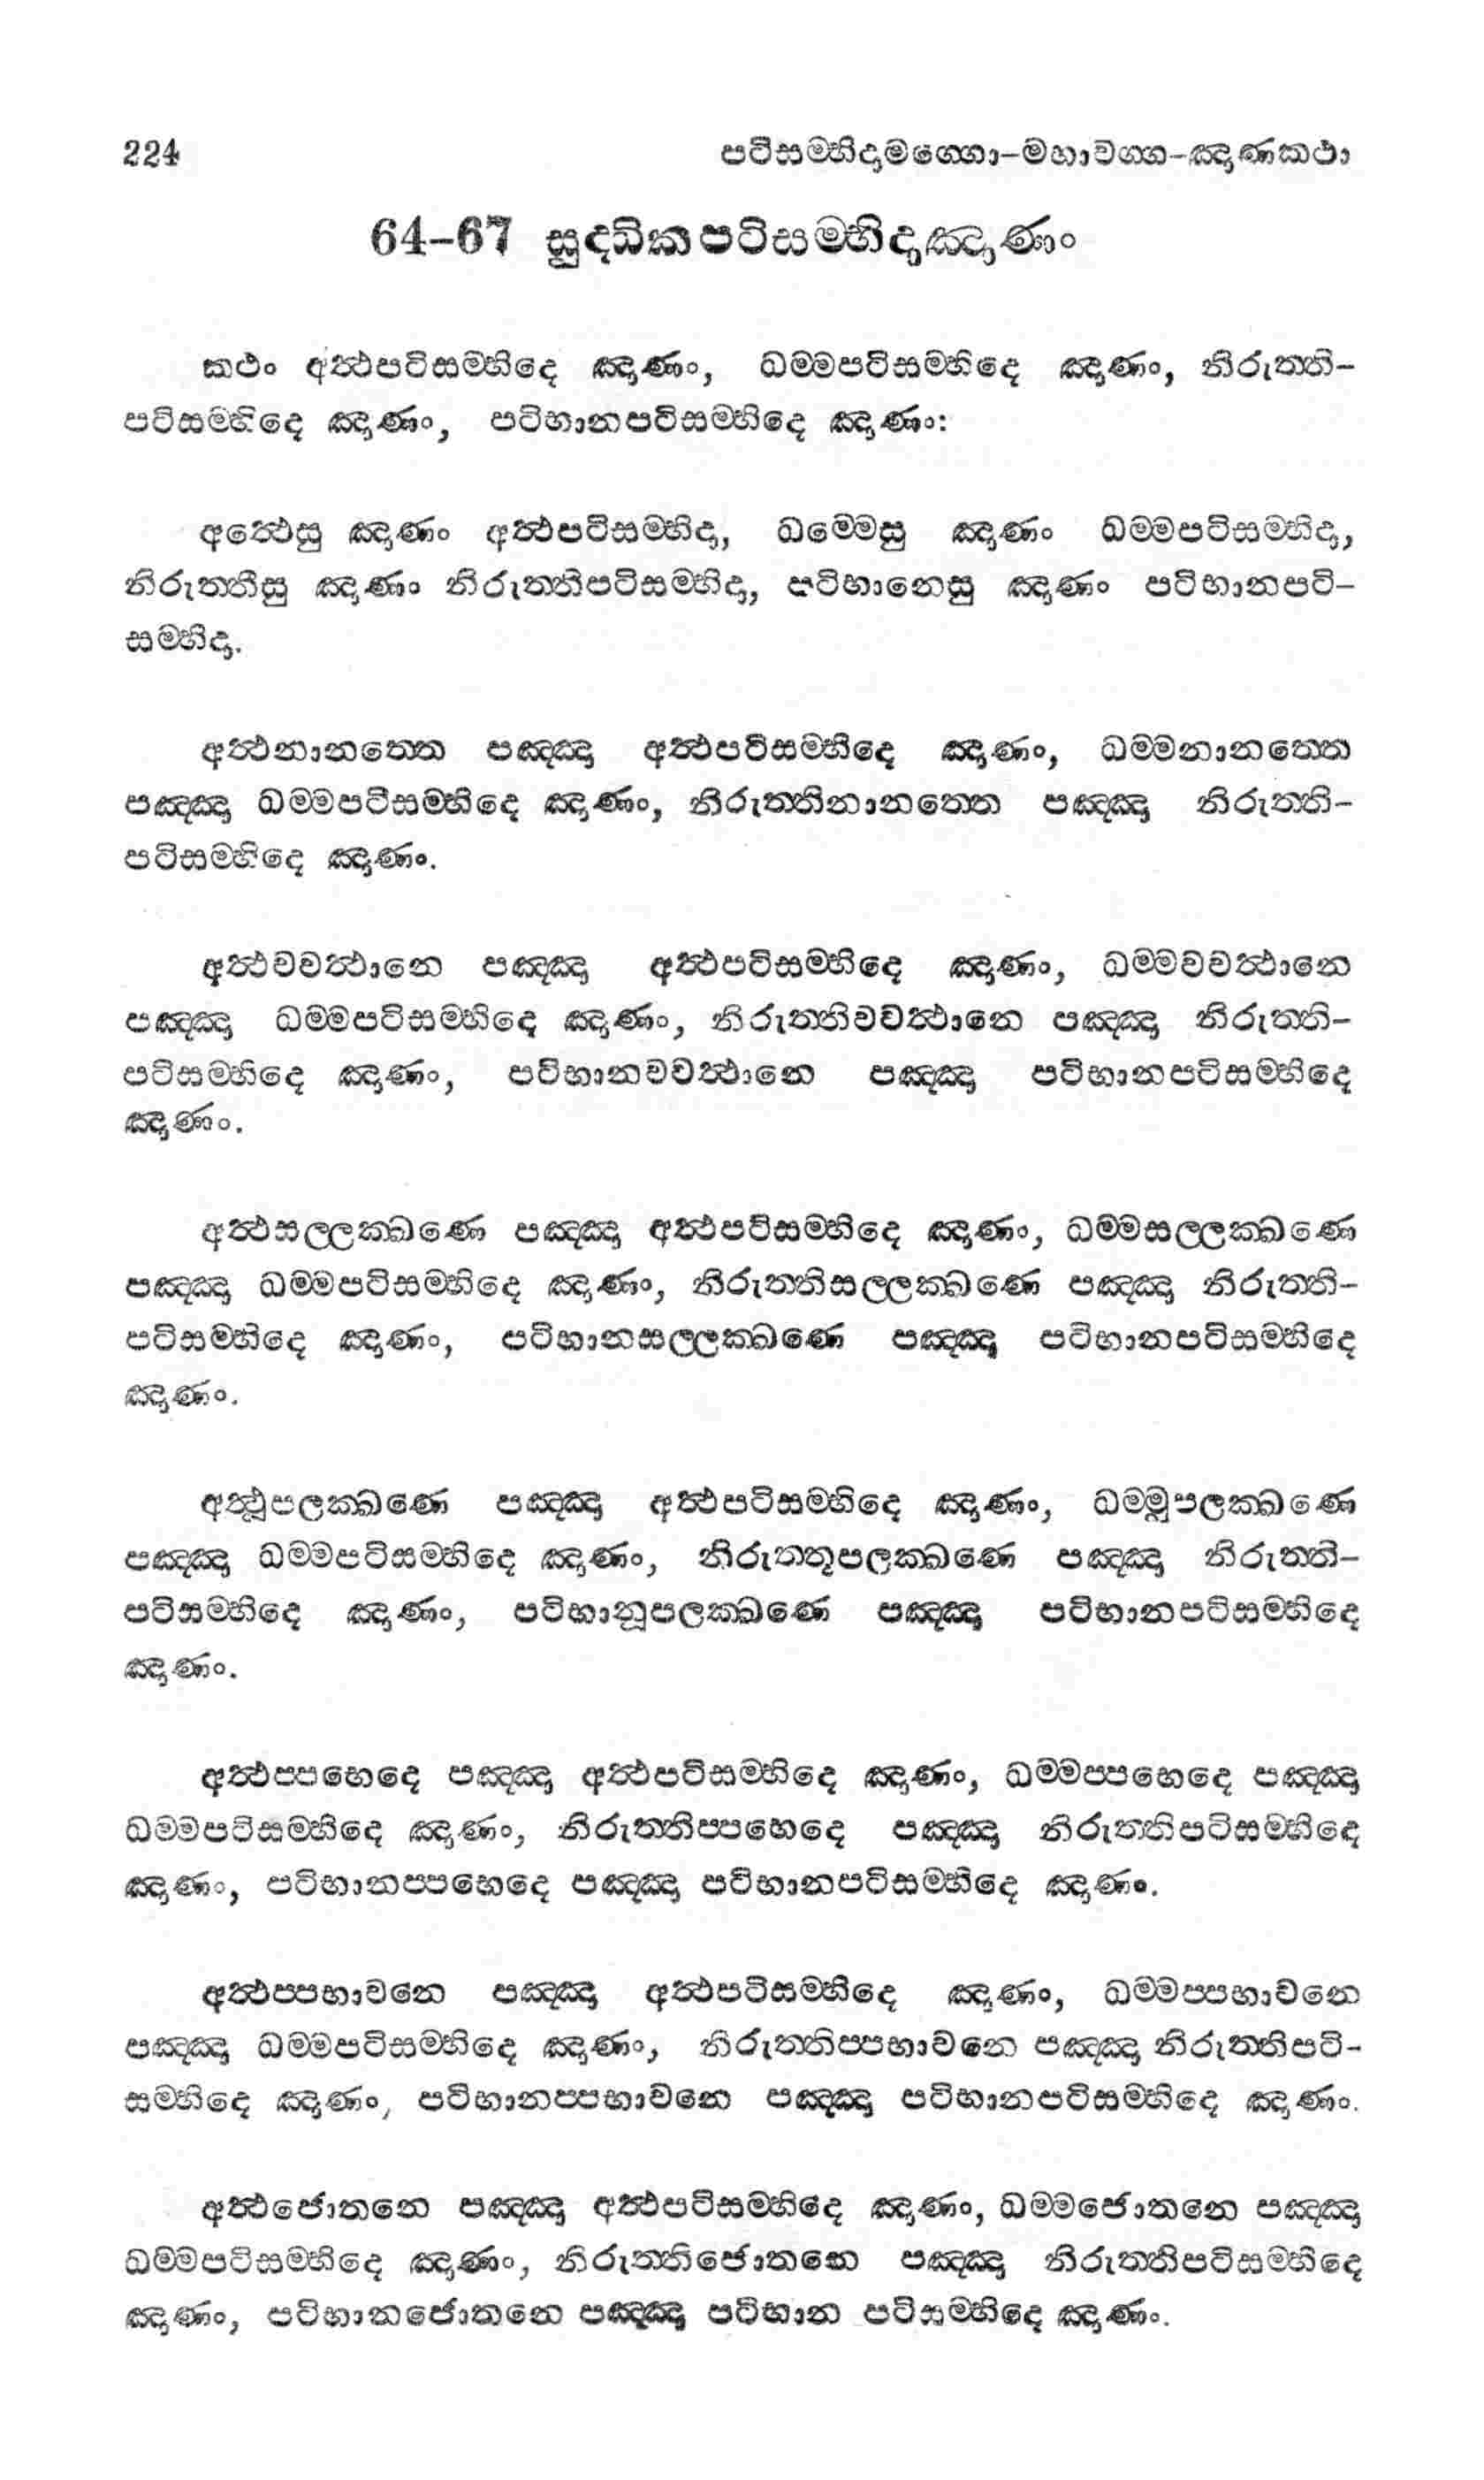 224 පටිසම්භිදාමග්ගො-මහාවග්ග-ඤාණකථා
64-67 සුද්ධිකපටිසම්භිදාඤාණං
කථං අත්ථපටිසම්භිදෙ ඤාණං, ධම්මපටිසම්භිදෙ ඤාණං, නිරුත්ති-
පටිසම්භිදෙ ඤාණං, පටිභානපටිසම්භිදෙ ඤාණං:
අත්ථෙසු ඤාණං අත්ථපටිසම්භිදා, ධම්මෙසු ඤාණං ධම්මපටිසම්භිදා,
නිරුත්තීසු ඤාණං නිරුත්තිපටිසම්භිදා, පටිභානෙසු ඤාණං පටිභානපටි-
සම්භිදා.
අත්ථනානත්තෙ පඤ්ඤා අත්ථපටිසම්භිදෙ ඤාණං, ධම්මනානත්තෙ
පඤ්ඤා ධම්මපටිසම්භිදෙ ඤාණං, නිරුත්තිනානත්තෙ පඤ්ඤා නිරුත්ති-
පටිසම්භිදෙ ඤාණං.
අත්ථවවත්ථානෙ පඤ්ඤා අත්ථපටිසම්භිදෙ ඤාණං, ධම්මවවත්ථානෙ
පඤ්ඤා ධම්මපටිසම්භිදෙ ඤාණං, නිරුත්තිවවත්ථානෙ පඤ්ඤා නිරුත්ති-
පටිසම්භිදෙ ඤාණං, පටිභානවවත්ථානෙ පඤ්ඤා පටිභානපටිසම්භිදෙ
ඤාණං.
අත්ථසල්ලක්ඛණෙ පඤ්ඤා අත්ථපටිසම්භිදෙ ඤාණං, ධම්මසල්ලක්ඛණෙ
පඤ්ඤා ධම්මපටිසම්භිදෙ ඤාණං, නිරුත්තිසල්ලක්ඛණෙ පඤ්ඤා නිරුත්ති-
පටිසම්භිදෙ ඤාණං, පටිභානසල්ලක්ඛණෙ පඤ්ඤා පටිභානපටිසම්භිදෙ
ඤාණං.
අත්ථූපලක්ඛණෙ පඤ්ඤා අත්ථපටිසම්භිදෙ ඤාණං, ධම්මූපලක්ඛණෙ
පඤ්ඤා ධම්මපටිසම්භිදෙ ඤාණං, නිරුත්තූපලක්ඛණෙ පඤ්ඤා නිරුත්ති-
පටිසම්භිදෙ ඤාණං, පටිභානූපලක්ඛණෙ පඤ්ඤා පටිභානපටිසම්භිදෙ
ඤාණං.
අත්ථප්පභෙදෙ පඤ්ඤා අත්ථපටිසම්භිදෙ ඤාණං, ධම්මප්පභෙදෙ පඤ්ඤා
ධම්මපටිසම්භිදෙ ඤාණං, නිරුත්තිප්පභෙදෙ පඤ්ඤා නිරුත්තිපටිසම්භිදෙ
ඤාණං, පටිභානප්පභෙදෙ පඤ්ඤා පටිභානපටිසම්භිදෙ ඤාණං.
අත්ථප්පභාවනෙ පඤ්ඤා අත්ථපටිසම්භිදෙ ඤාණං, ධම්මප්පභාවනෙ
පඤ්ඤා ධම්මපටිසම්භිදෙ ඤාණං, නිරුත්තිප්පභාවනෙ පඤ්ඤා නිරුත්තිපටි-
සම්භිදෙ ඤාණං, පටිභානප්පභාවනෙ පඤ්ඤා පටිභානපටිසම්භිදෙ ඤාණං.
අත්ථජොතනෙ පඤ්ඤා අත්ථපටිසම්භිදෙ ඤාණං, ධම්මජොතනෙ පඤ්ඤා
ධම්මපටිසම්භිදෙ ඤාණං, නිරුත්තිජොතනෙ පඤ්ඤා නිරුත්තිපටිසම්භිදෙ
ඤාණං, පටිභානජොතනෙ පඤ්ඤා පටිභාන පටිසම්භිදෙ ඤාණං.